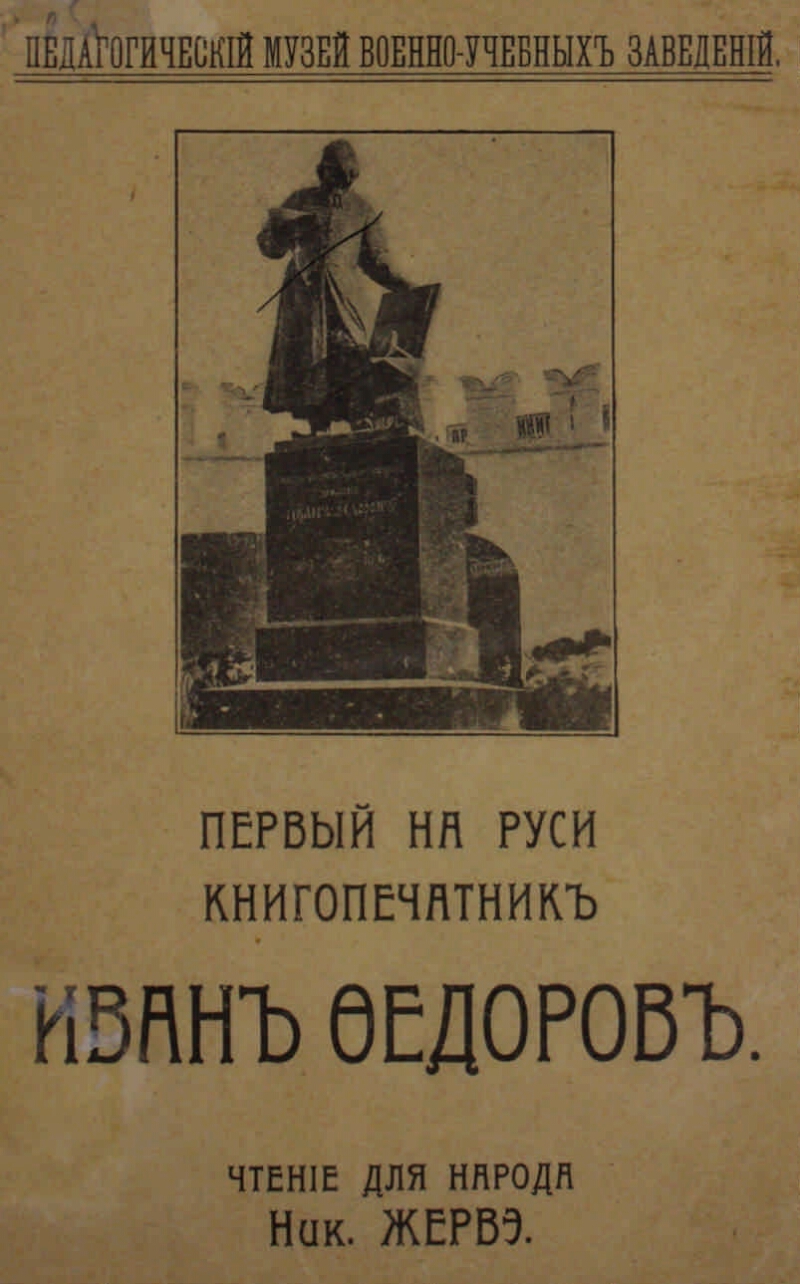 ПЕДАГОГИЧЕСКІЙ МУЗЕЙ ВОЕННО-УЧЕБНЫХЪ ЗАВЕДЕНІЙ.
ПЕРВЫЙ НА РУСИ
КНИГОПЕЧАТНИКЪ
ИВАНЪ ѲЕДОРОВЪ.
ЧТЕНІЕ ДЛЯ НАРОДА
Ник. ЖЕРВЭ.